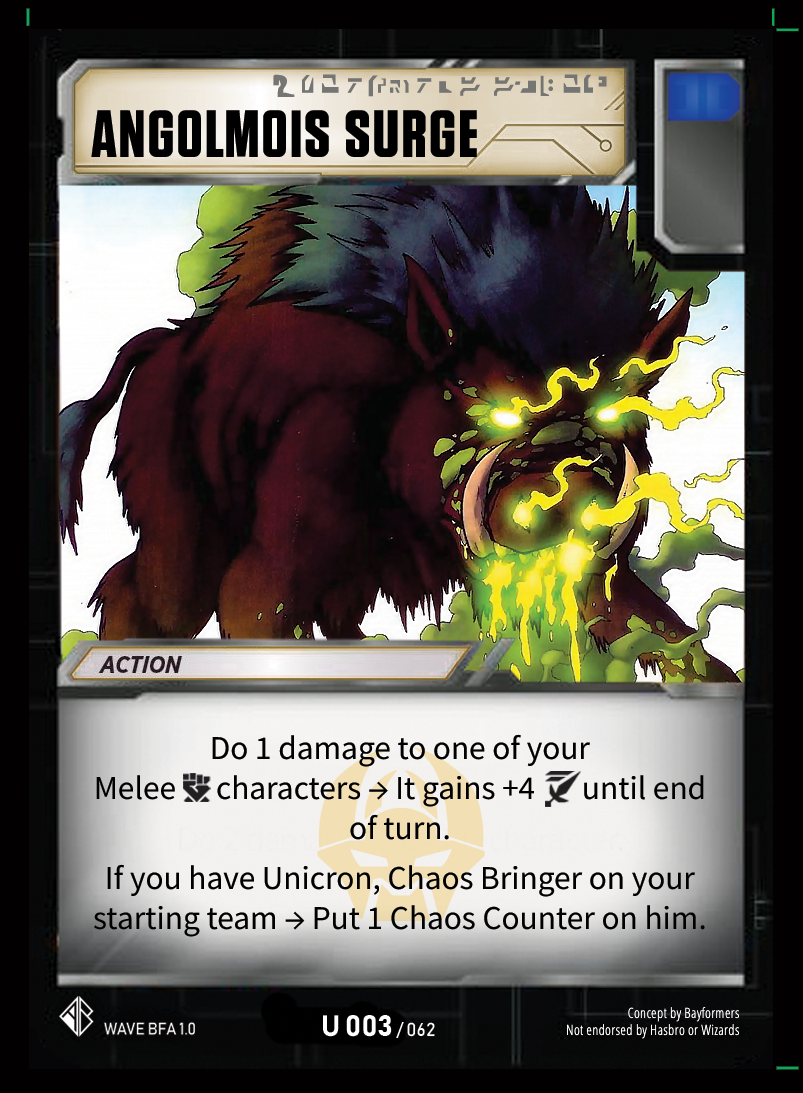 ANGOLMOIS SURGE
ACTION
Do 1 damage to one of your
Melee characters → It gains +4 until end
of turn.
If you have Unicron, Chaos Bringer on your
starting team → Put 1 Chaos Counter on him.
WAVE BFA 1.0
U 003 / 062
Concept by Bayformers
Not endorsed by Hasbro or Wizards